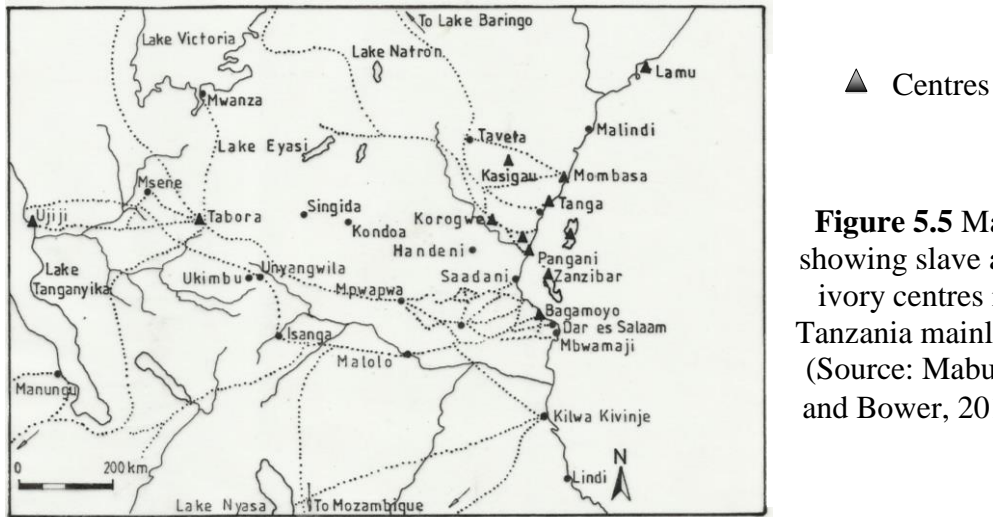 To Lake Baringo
Lake Victoria
Lake Natron
Lamu
Mwanza
Malindi
Taveta
Lake Eyasi
Kasigau
Mombasa
Msene
Tanga
Singida
Ujiji
Tabora
Korogwe
Kondoa
Handeni
Pangani
Lake
Tanganyika
Unyangwila
Ukimbu
Saadani
Zanzibar
Mpwapwa
Bagamoyo
Dar es Salaam
Isanga
Mbwamaji
Malolo
Manungu
Kilwa Kivinje
0 200 km
N
Lindi
Lake Nyasa
To Mozambique
Centres
Figure 5.5 Ma
showing slave a
ivory centres
Tanzania mainl
(Source: Mabu
and Bower, 20